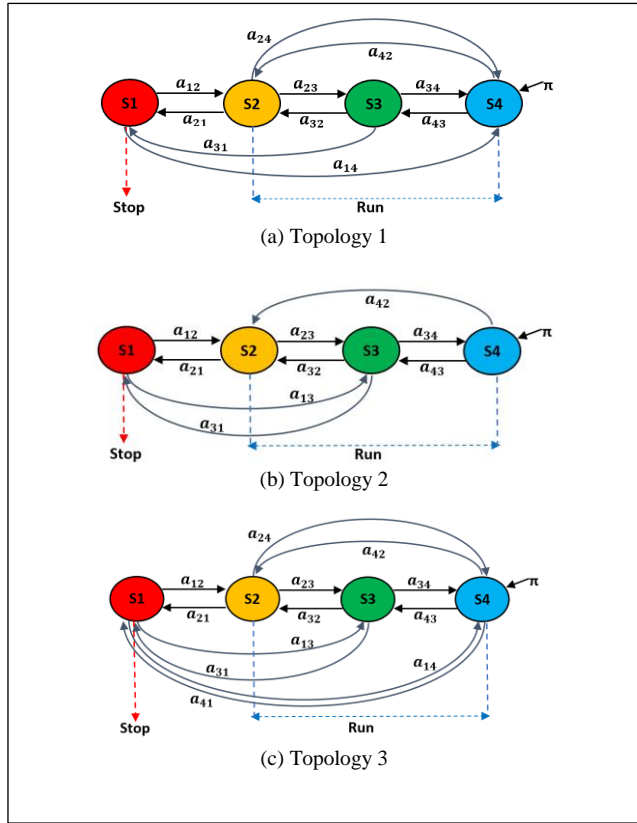 a₂₄
a₄₂
a₁₂ a₂₃ a₃₄
S1 S2 S3 S4 π
a₂₁ a₃₂ a₄₃
a₃₁
a₁₄
Stop Run
(a) Topology 1
a₄₂
a₁₂ a₂₃ a₃₄
S1 S2 S3 S4 π
a₂₁ a₃₂ a₄₃
a₁₃
a₃₁
Stop Run
(b) Topology 2
a₂₄
a₄₂
a₁₂ a₂₃ a₃₄
S1 S2 S3 S4 π
a₂₁ a₃₂ a₄₃
a₁₃
a₃₁ a₁₄
a₄₁
Stop Run
(c) Topology 3